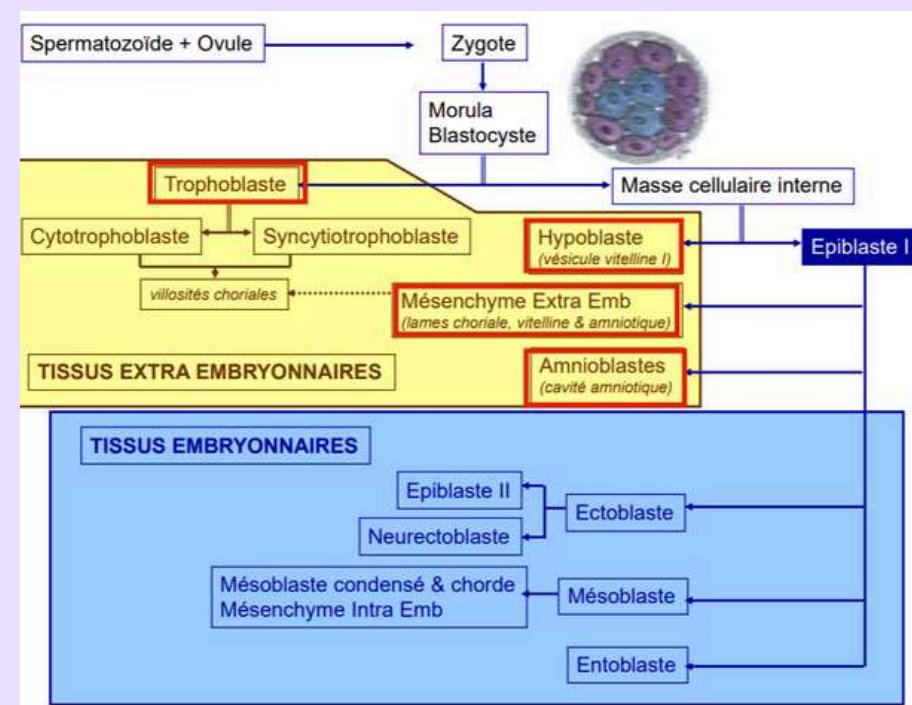 Spermatozoïde + Ovule
Zygote
Morula
Blastocyste
Trophoblaste
Masse cellulaire interne
Cytotrophoblaste
Syncytiotrophoblaste
Hypoblaste
(vésicule vitelline I)
Epiblaste I
villosités choriales
Mésenchyme Extra Emb
(lames choriale, vitelline & amniotique)
TISSUS EXTRA EMBRYONNAIRES
Amnioblastes
(cavité amniotique)
TISSUS EMBRYONNAIRES
Epiblaste II
Ectoblaste
Neurectoblaste
Mésoblaste condensé & chorde
Mésenchyme Intra Emb
Mésoblaste
Entoblaste